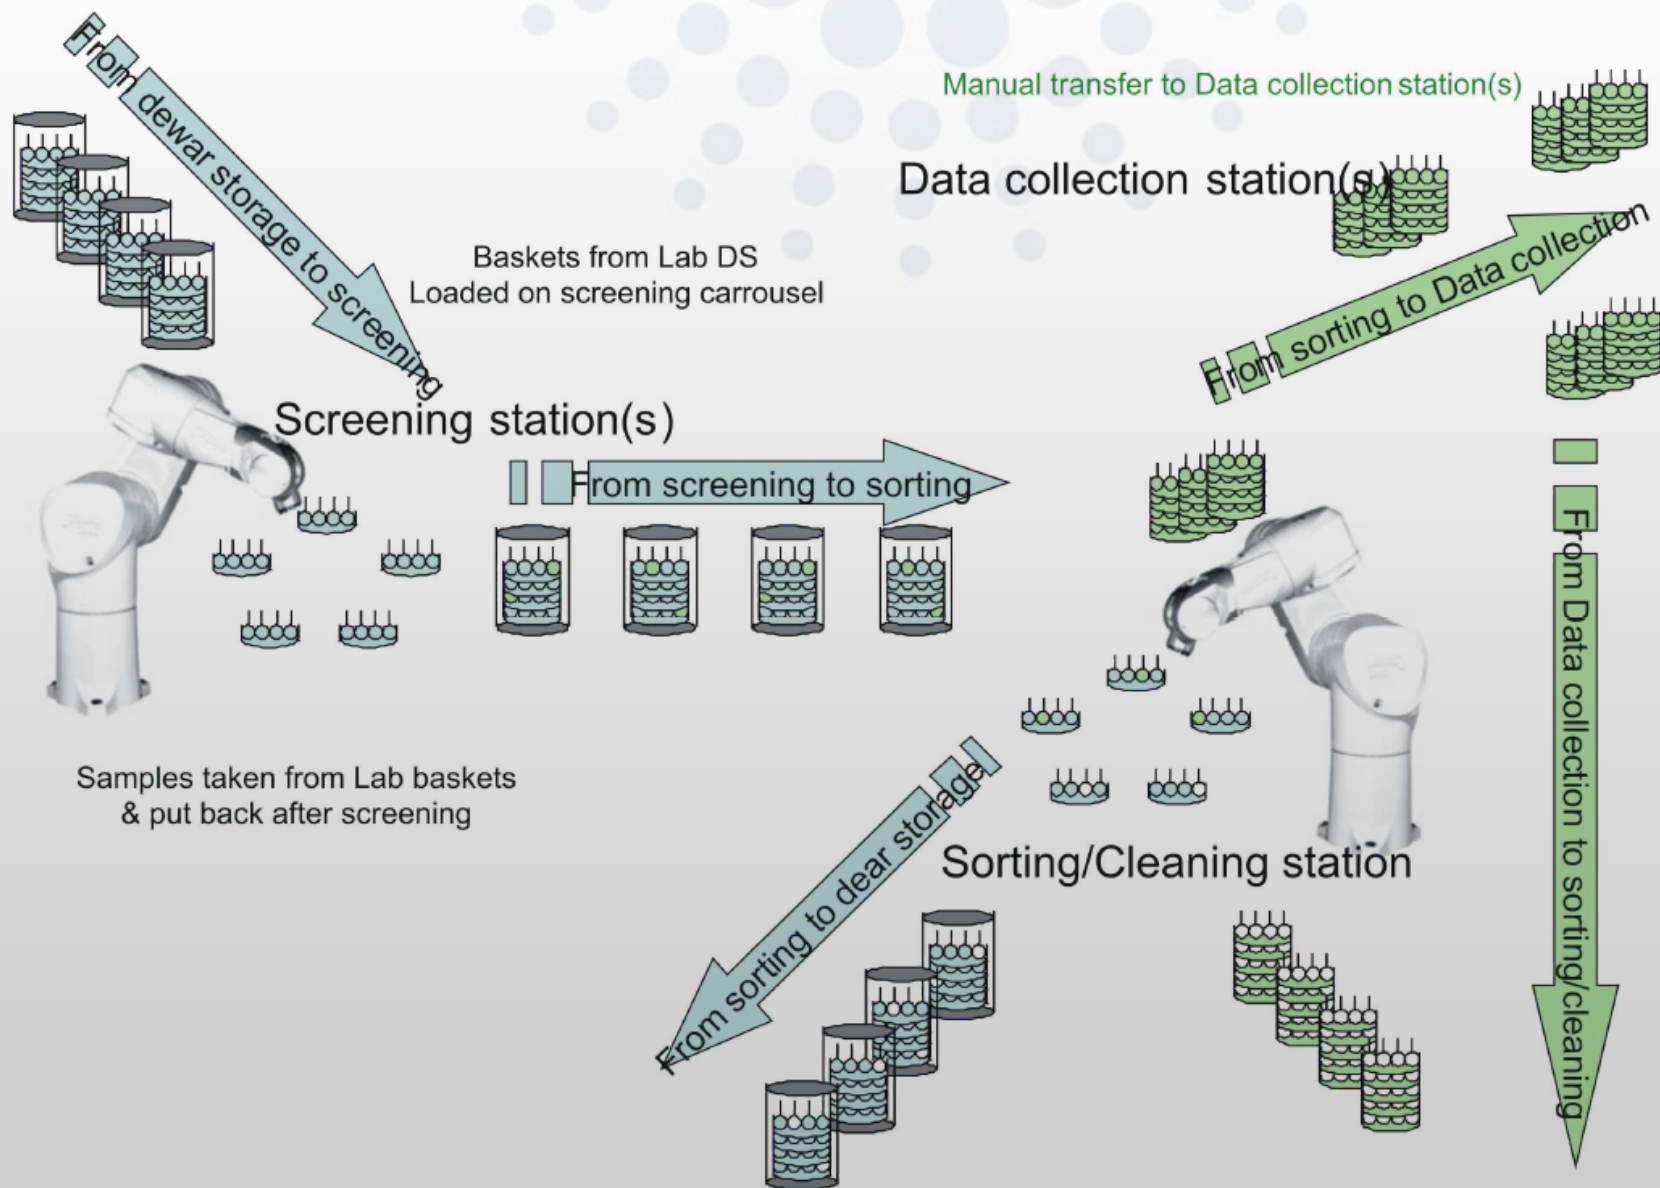 From dewar storage to screening
Manual transfer to Data collection station(s)
Data collection station(s)
From sorting to Data collection
Baskets from Lab DS
Loaded on screening carrousel
Screening station(s)
From screening to sorting
From Data collection to sorting/cleaning
Samples taken from Lab baskets
& put back after screening
From sorting to dear storage
Sorting/Cleaning station